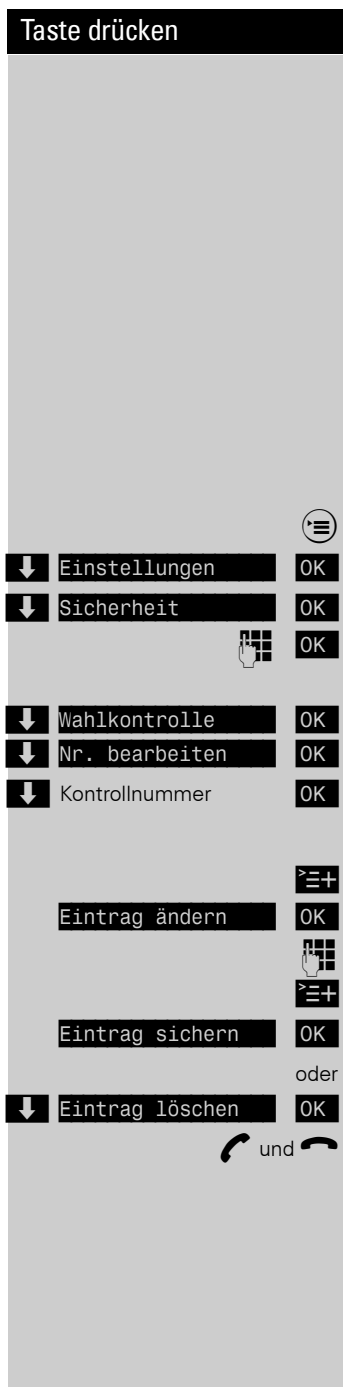 Taste drücken
Einstellungen OK
Sicherheit OK
OK
Wahlkontrolle OK
Nr. bearbeiten OK
Kontrollnummer OK
Eintrag ändern OK
Eintrag sichern OK
oder
Eintrag löschen OK
und